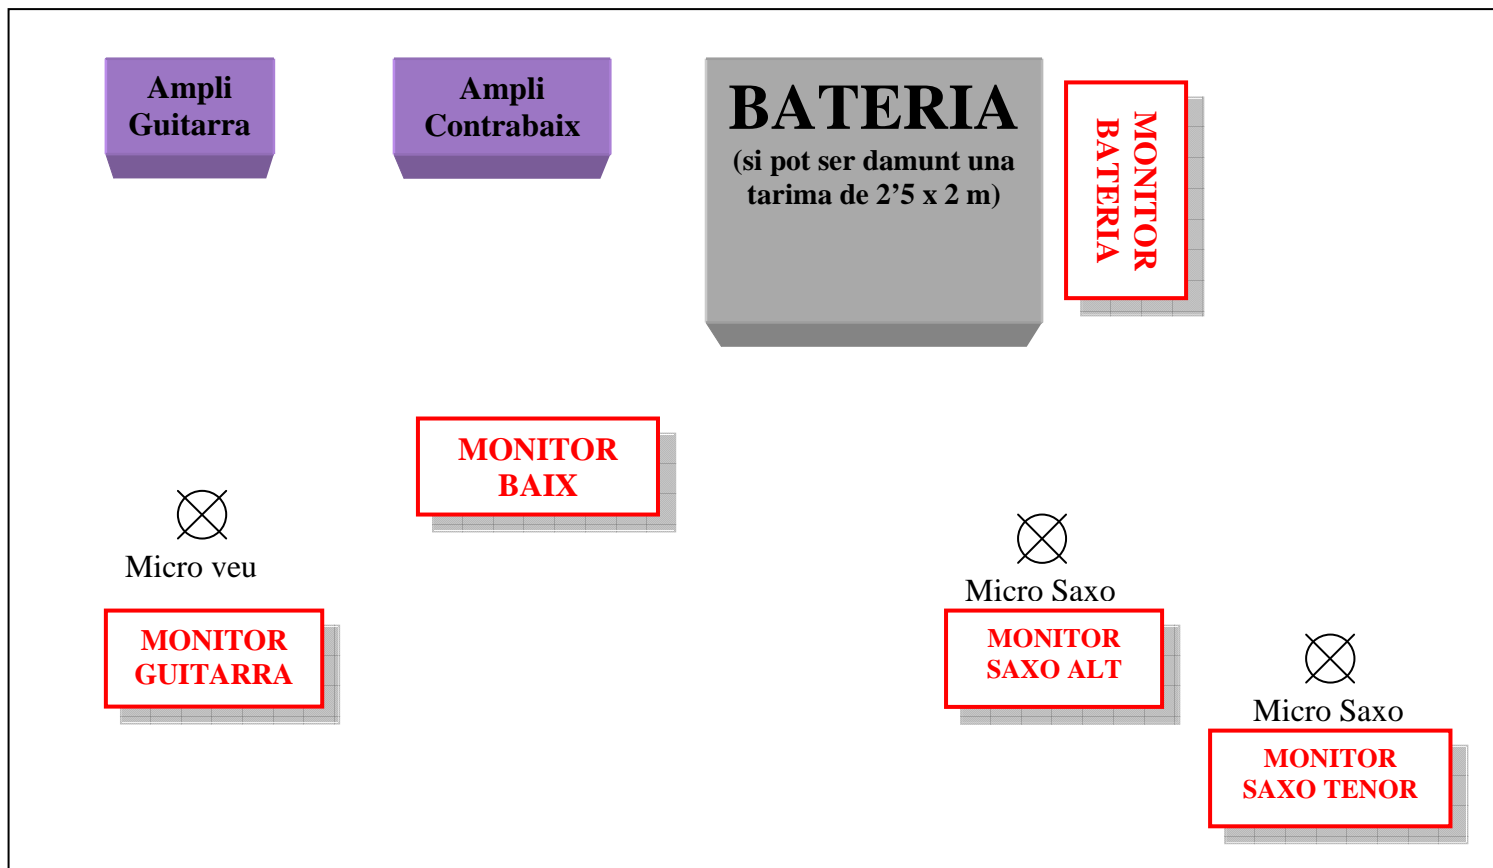 Ampli
Guitarra
Ampli
Contrabaix
BATERIA
(si pot ser damunt una
tarima de 2’5 x 2 m)
MONITOR
BATERIA
MONITOR
BAIX
Micro veu
MONITOR
GUITARRA
Micro Saxo
MONITOR
SAXO ALT
Micro Saxo
MONITOR
SAXO TENOR